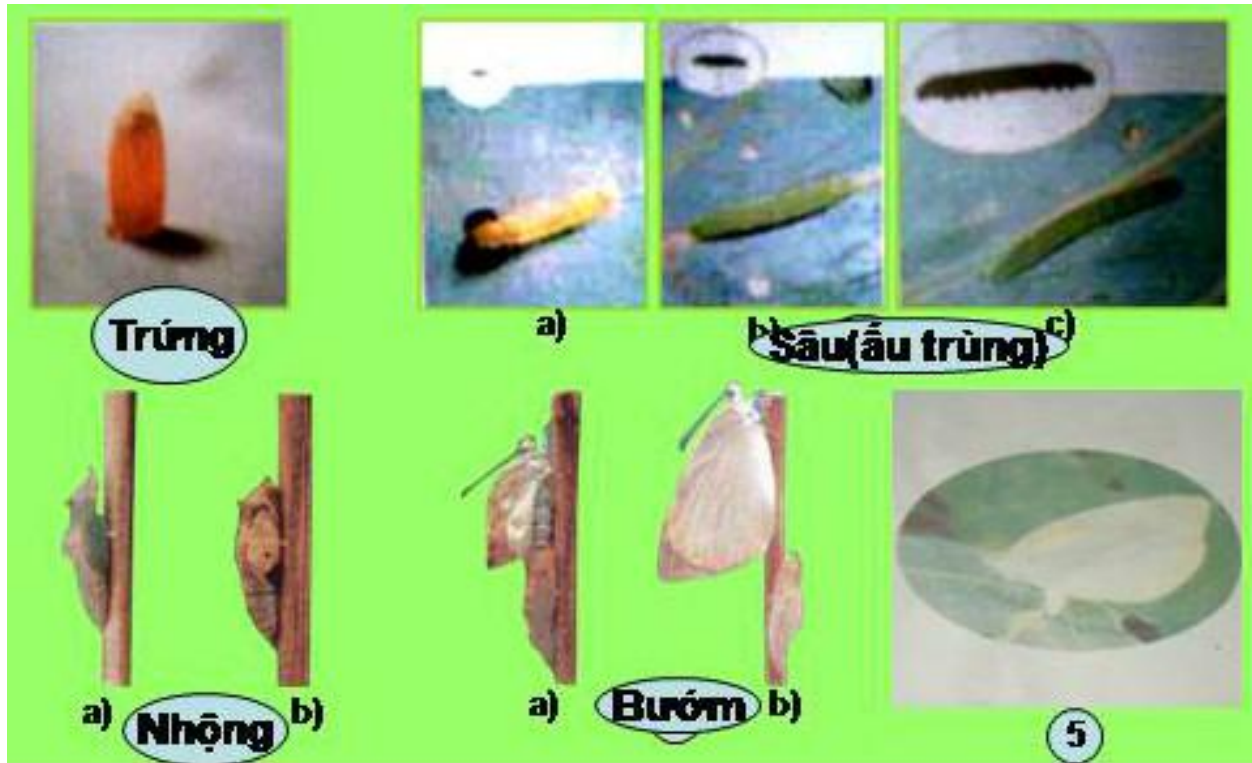 Trứng
a) b) c)
Sâu(ấu trùng)
a) Nhộng b)
a) Bướm b)
5